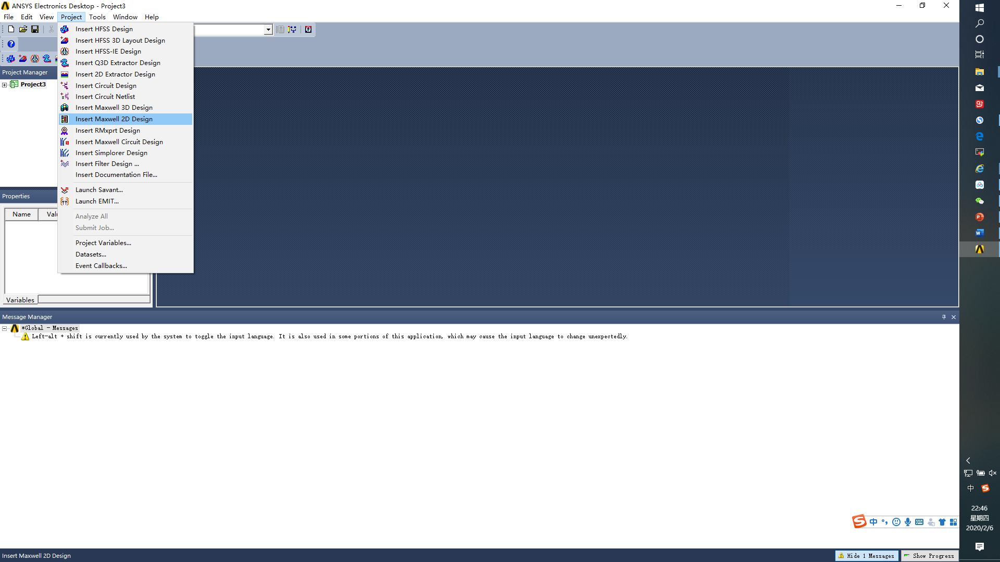 ANSYS Electronics Desktop - Project3
File Edit View Project Tools Window Help
Insert HFSS Design
Insert HFSS 3D Layout Design
Insert HFSS-IE Design
Insert Q3D Extractor Design
Insert 2D Extractor Design
Insert Circuit Design
Insert Circuit Netlist
Insert Maxwell 3D Design
Insert Maxwell 2D Design
Insert RMxprt Design
Insert Maxwell Circuit Design
Insert Simplorer Design
Insert Filter Design ...
Insert Documentation File...
Launch Savant...
Launch EMIT...
Analyze All
Submit Job...
Project Variables...
Datasets...
Event Callbacks...
Project Manager
Project3
Properties
Name Valu
Variables
Message Manager
*Global - Messages
Left-alt + shift is currently used by the system to toggle the input language. It is also used in some portions of this application, which may cause the input language to change unexpectedly.
中
中
22:46
星期四
2020/2/6
Insert Maxwell 2D Design
Hide 1 Messages
Show Progress